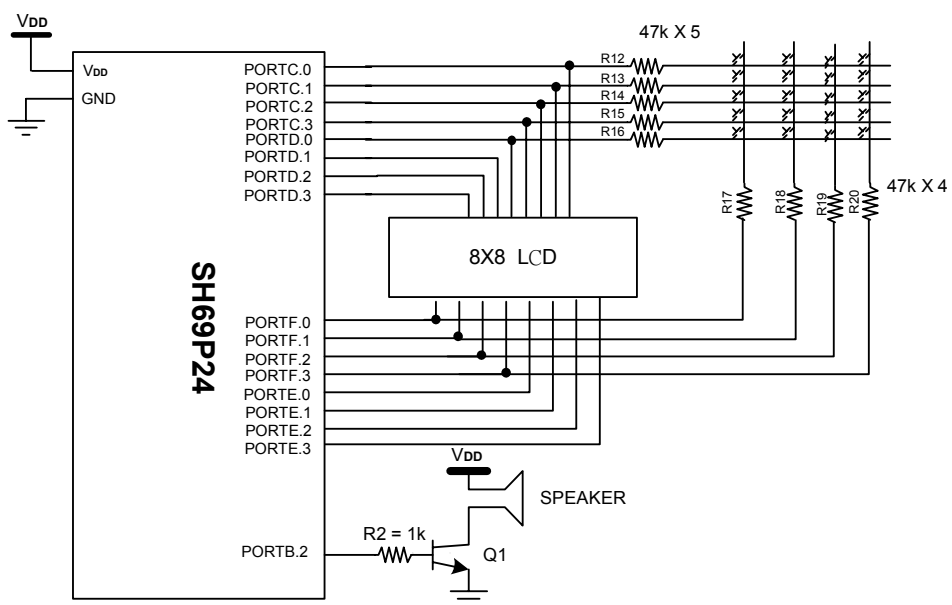 VDD
47k X 5
VDD
GND
PORTC.0
PORTC.1
PORTC.2
PORTC.3
PORTD.0
PORTD.1
PORTD.2
PORTD.3
R12
R13
R14
R15
R16
47k X 4
R17
R18
R19
R20
8X8 LCD
SH69P24
PORTF.0
PORTF.1
PORTF.2
PORTF.3
PORTE.0
PORTE.1
PORTE.2
PORTE.3
VDD
SPEAKER
R2 = 1k
PORTB.2
Q1